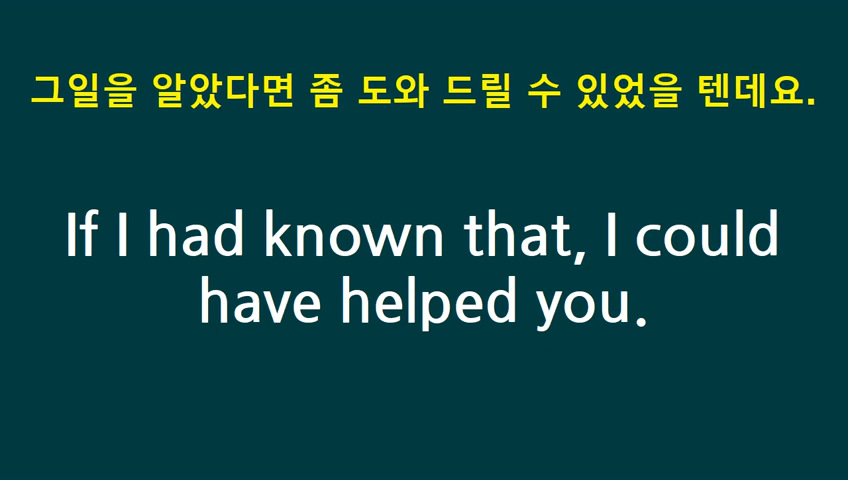 그일을 알았다면 좀 도와 드릴 수 있었을 텐데요.
If I had known that, I could
have helped you.